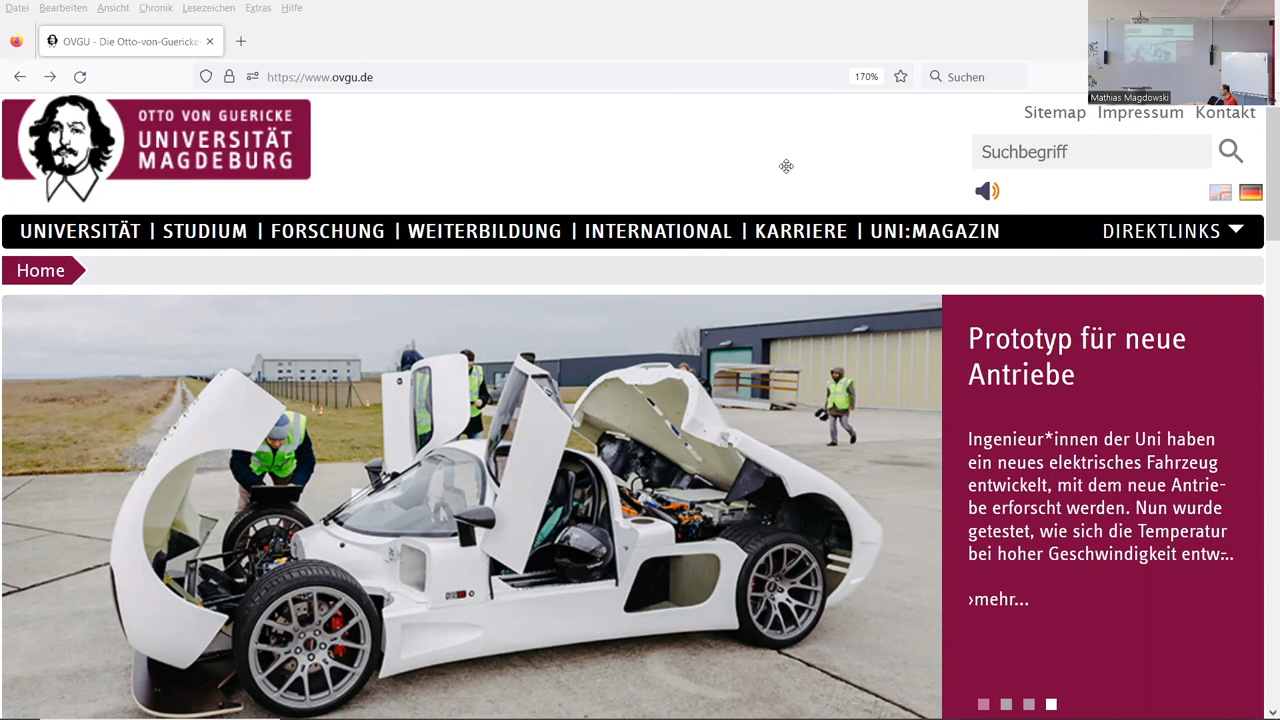 Datei Bearbeiten Ansicht Chronik Lesezeichen Extras Hilfe
OVGU - Die Otto-von-Guericke-
https://www.ovgu.de
170%
Suchen
Mathias Magdowski
OTTO VON GUERICKE
UNIVERSITÄT
MAGDEBURG
Sitemap Impressum Kontakt
Suchbegriff
UNIVERSITÄT | STUDIUM | FORSCHUNG | WEITERBILDUNG | INTERNATIONAL | KARRIERE | UNI:MAGAZIN
DIREKTLINKS
Home
Prototyp für neue
Antriebe
Ingenieur*innen der Uni haben
ein neues elektrisches Fahrzeug
entwickelt, mit dem neue Antrie-
be erforscht werden. Nun wurde
getestet, wie sich die Temperatur
bei hoher Geschwindigkeit entw...
›mehr...